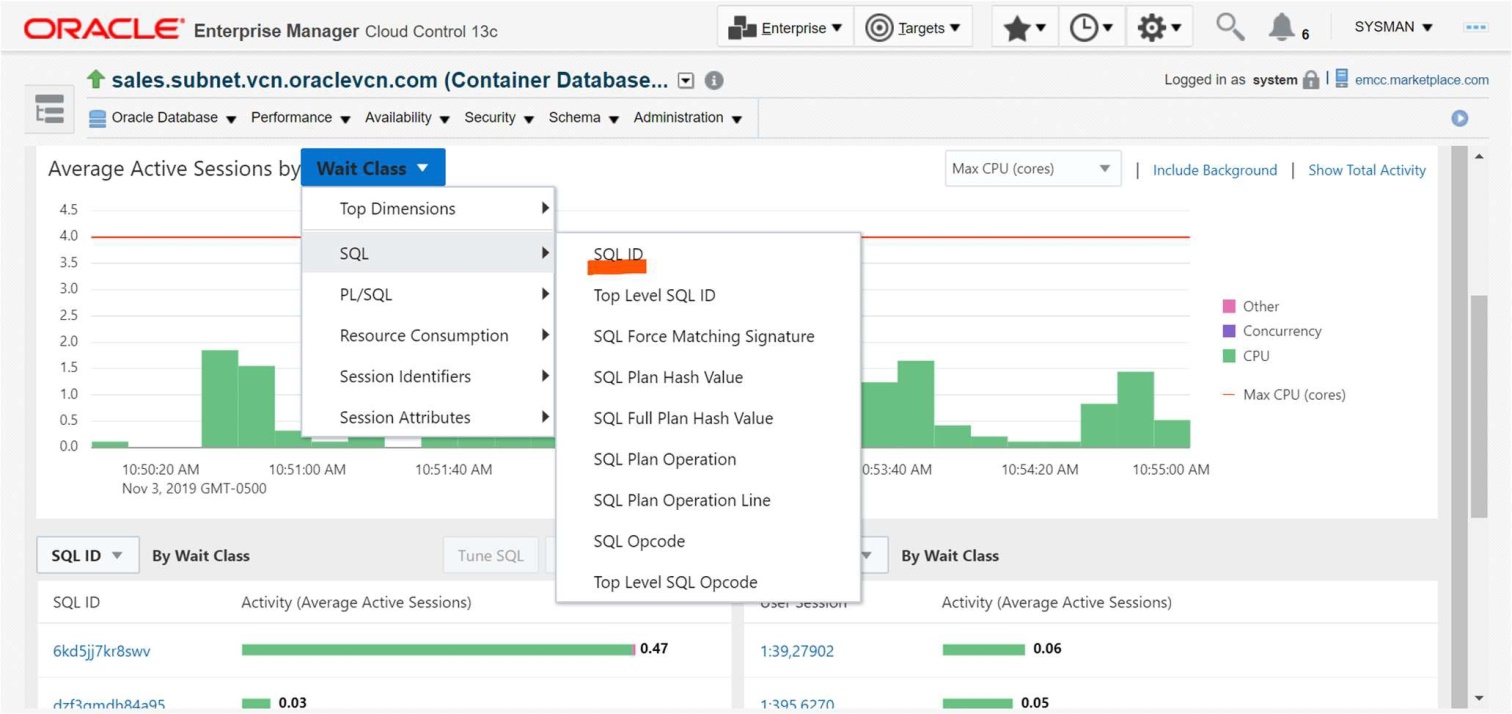 ORACLE® Enterprise Manager Cloud Control 13c Enterprise Targets 6 SYSMAN
sales.subnet.vcn.oraclevcn.com (Container Database... Logged in as system emcc.marketplace.com
Oracle Database Performance Availability Security Schema Administration
Average Active Sessions by Wait Class Max CPU (cores) | Include Background | Show Total Activity
Top Dimensions
SQL
PL/SQL
Resource Consumption
Session Identifiers
Session Attributes
SQL ID
Top Level SQL ID
SQL Force Matching Signature
SQL Plan Hash Value
SQL Full Plan Hash Value
SQL Plan Operation
SQL Plan Operation Line
SQL Opcode
Top Level SQL Opcode
4.5
4.0
3.5
3.0
2.5
2.0
1.5
1.0
0.5
0.0
Other
Concurrency
CPU
Max CPU (cores)
10:50:20 AM 10:51:00 AM 10:51:40 AM 0:53:40 AM 10:54:20 AM 10:55:00 AM
Nov 3, 2019 GMT-0500
SQL ID By Wait Class Tune SQL By Wait Class
SQL ID Activity (Average Active Sessions) User Session Activity (Average Active Sessions)
6kd5jj7kr8swv 0.47 1:39,27902 0.06
dzf3gmdb84a95 0.03 1:395,6270 0.05